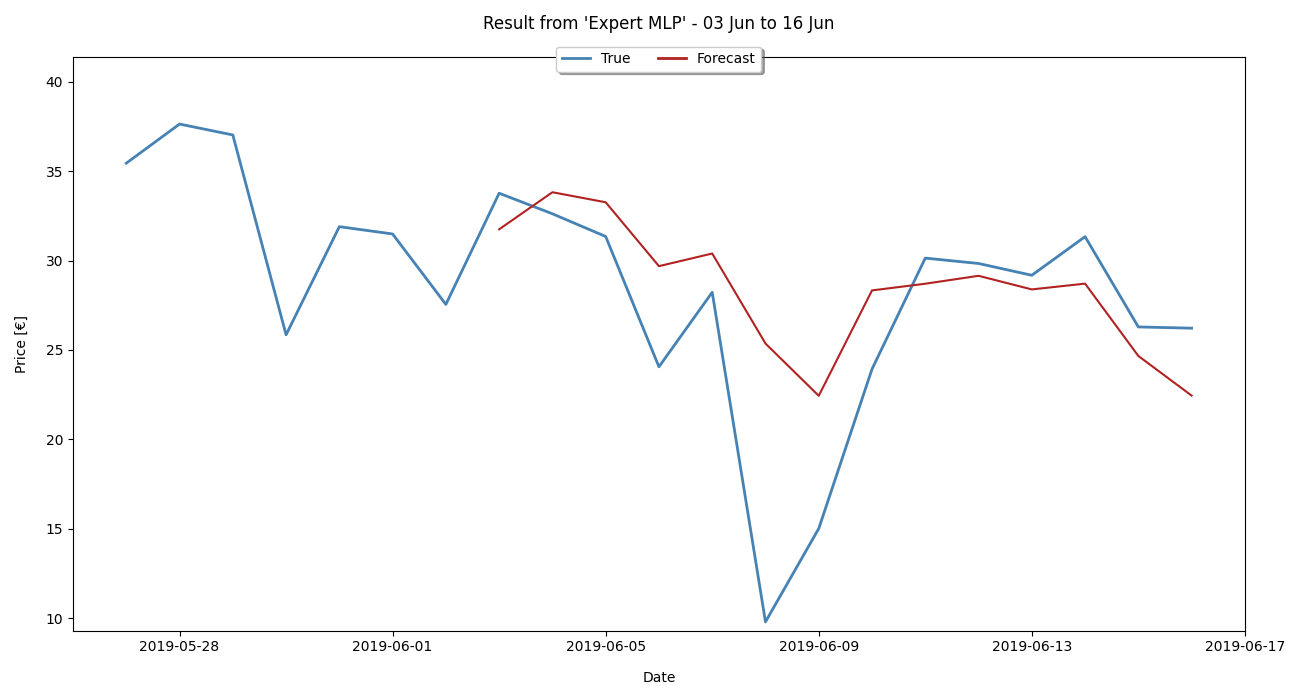 Result from 'Expert MLP' - 03 Jun to 16 Jun
True Forecast
40
35
30
25
20
15
10
Price [€]
2019-05-28 2019-06-01 2019-06-05 2019-06-09 2019-06-13 2019-06-17
Date